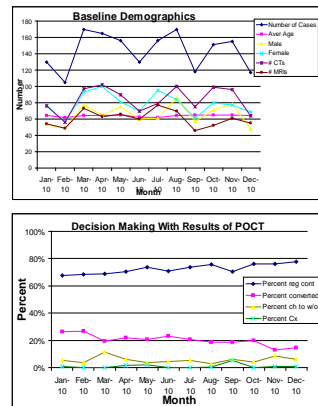 Baseline Demographics
180
160
140
120
100
80
60
40
20
0
Number
Jan-10 Feb-10 Mar-10 Apr-10 May-10 Jun-10 Jul-10 Aug-10 Sep-10 Oct-10 Nov-10 Dec-10
Month
Number of Cases
Aver Age
Male
Female
# CTs
# MRIs
Decision Making With Results of POCT
100%
80%
60%
40%
20%
0%
Percent
Jan-10 Feb-10 Mar-10 Apr-10 May-10 Jun-10 Jul-10 Aug-10 Sep-10 Oct-10 Nov-10 Dec-10
Month
Percent reg cont
Percent converted
Percent ch to w/o
Percent Cx